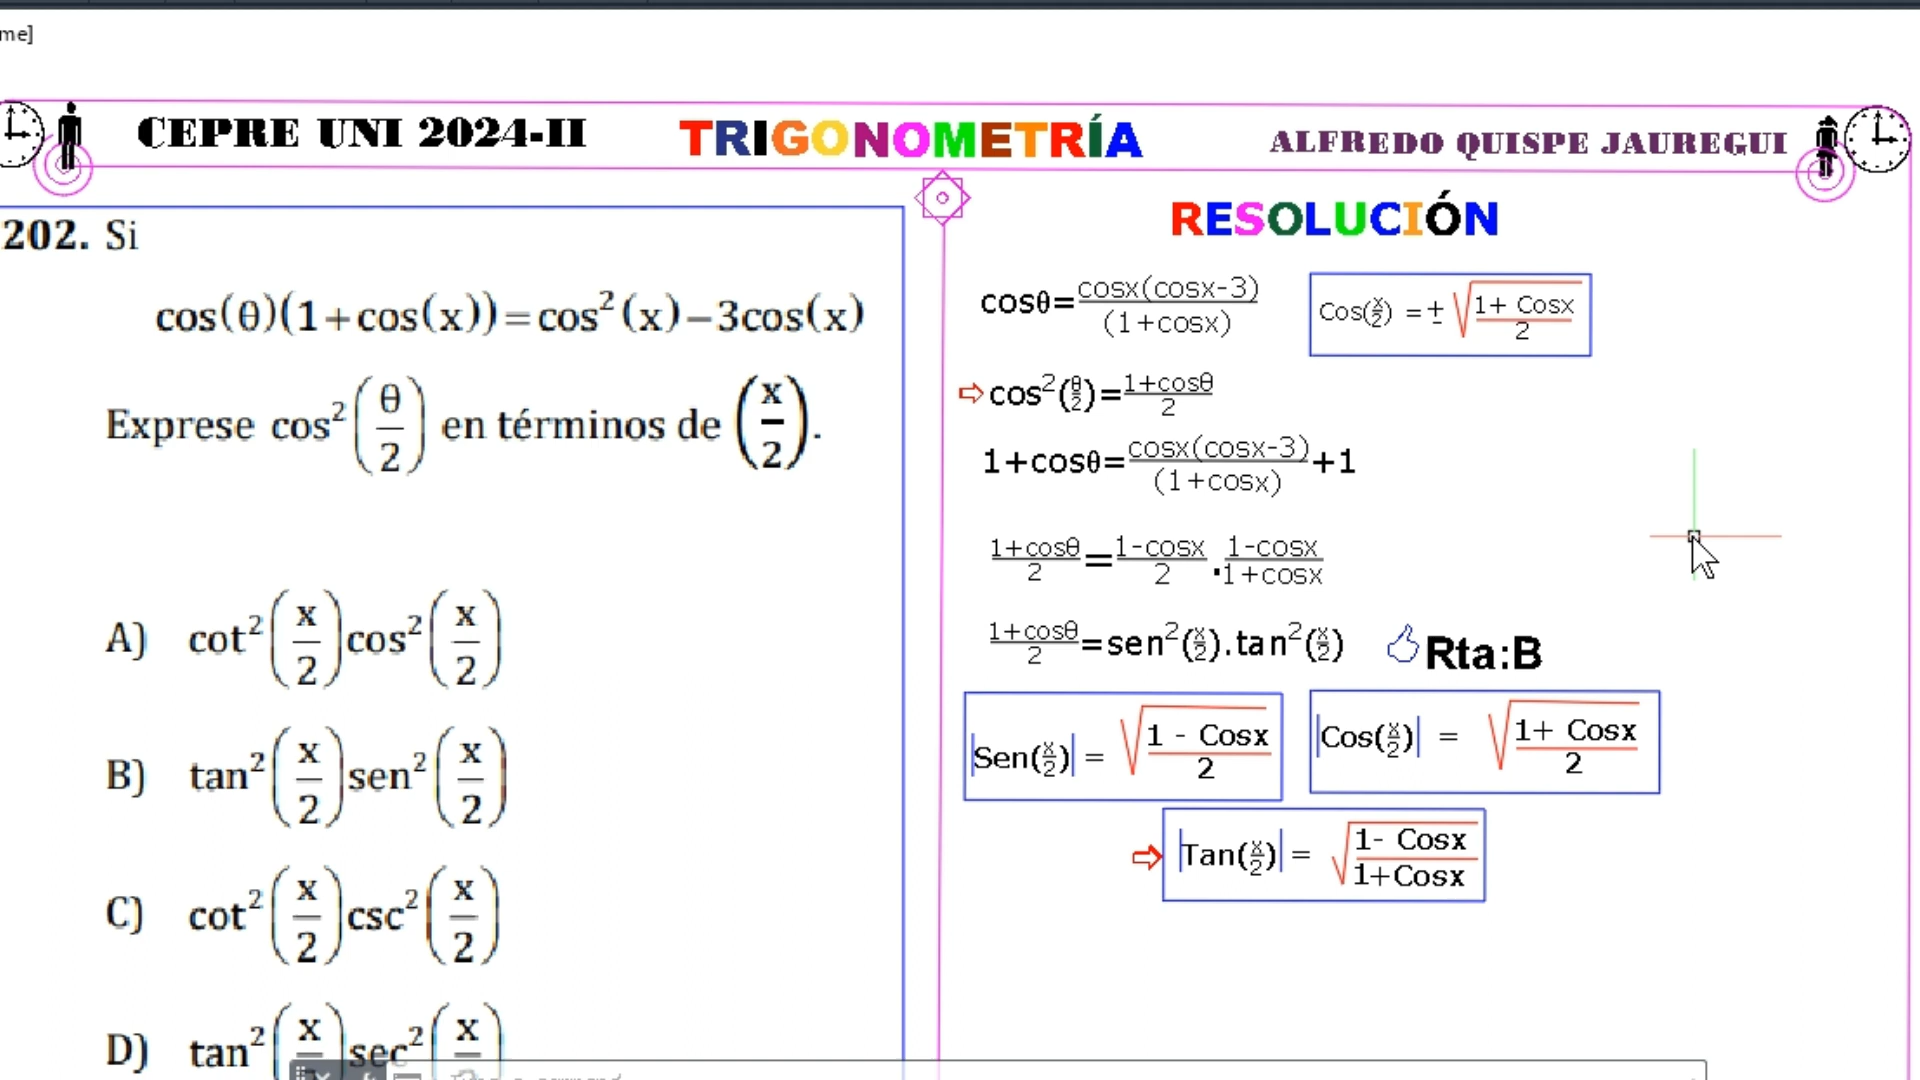 me]
CEPRE UNI 2024-II
TRIGONOMETRÍA
ALFREDO QUISPE JAUREGUI
202. Si
cos(θ)(1+cos(x))=cos²(x)−3cos(x)
Exprese cos²(θ/2) en términos de (x/2).
A) cot²(x/2)cos²(x/2)
B) tan²(x/2)sen²(x/2)
C) cot²(x/2)csc²(x/2)
D) tan²(x sec²(x
RESOLUCIÓN
cosθ=cosx(cosx-3)/(1+cosx)
Cos(x/2) = ±√(1+ Cosx/2)
⇨cos²(θ/2)=1+cosθ/2
1+cosθ=cosx(cosx-3)/(1+cosx)+1
1+cosθ/2=1-cosx/2.1-cosx/1+cosx
1+cosθ/2=sen²(x/2).tan²(x/2)
Rta:B
|Sen(x/2)| = √(1 - Cosx/2)
|Cos(x/2)| = √(1+ Cosx/2)
⇨ |Tan(x/2)| = √(1- Cosx/1+Cosx)